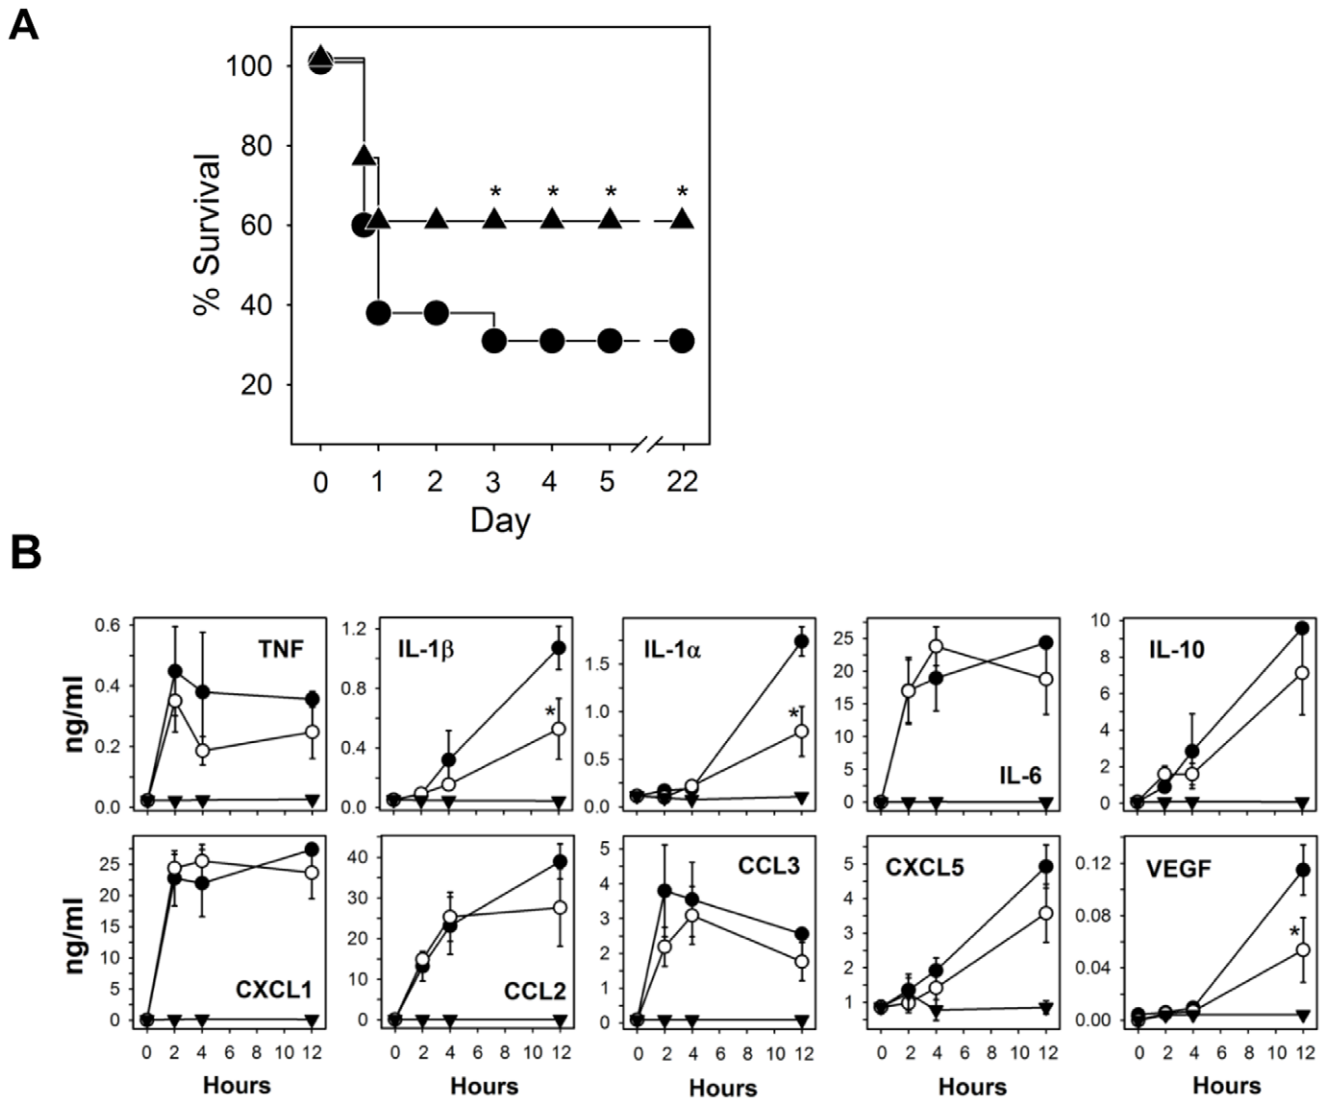 A
% Survival
100
80
60
40
20
* * * *
0 1 2 3 4 5 22
Day
B
ng/ml
0.6
0.4
0.2
0.0
TNF
1.2
0.8
0.4
0.0
IL-1β
*
1.5
1.0
0.5
0.0
IL-1α
*
25
20
15
10
5
0
IL-6
10
8
6
4
2
0
IL-10
ng/ml
25
20
15
10
5
0
CXCL1
40
30
20
10
0
CCL2
5
4
3
2
1
0
CCL3
5
4
3
2
1
CXCL5
0.12
0.08
0.04
0.00
VEGF
*
0 2 4 6 8 10 12
0 2 4 6 8 10 12
0 2 4 6 8 10 12
0 2 4 6 8 10 12
0 2 4 6 8 10 12
Hours
Hours
Hours
Hours
Hours